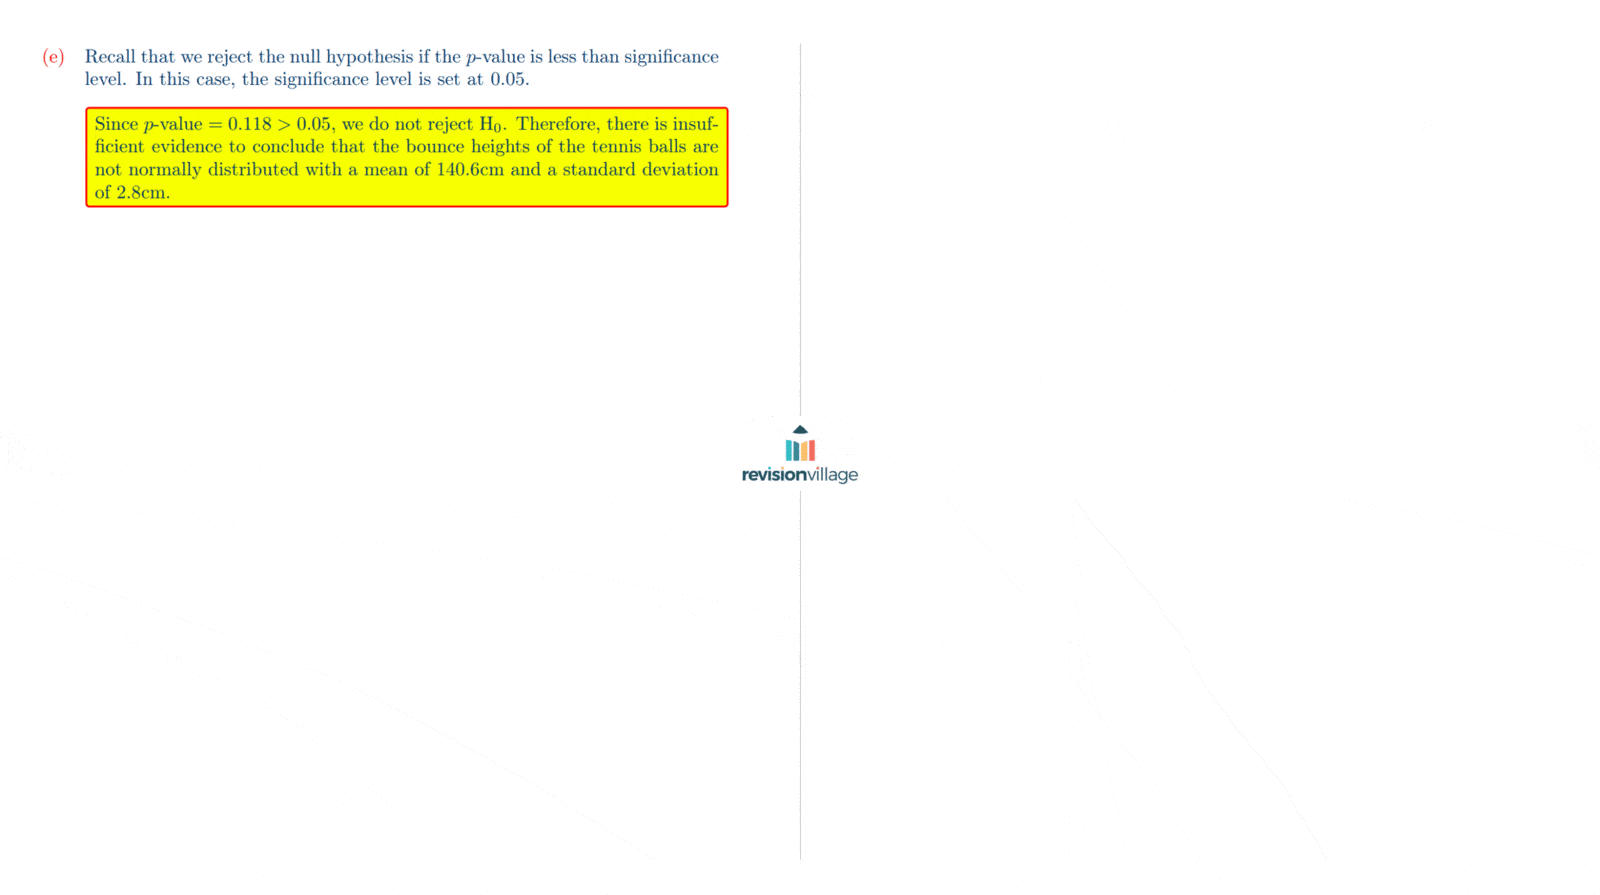 (e) Recall that we reject the null hypothesis if the p-value is less than significance
level. In this case, the significance level is set at 0.05.
Since p-value = 0.118 > 0.05, we do not reject H₀. Therefore, there is insuf-
ficient evidence to conclude that the bounce heights of the tennis balls are
not normally distributed with a mean of 140.6cm and a standard deviation
of 2.8cm.
revisionvillage